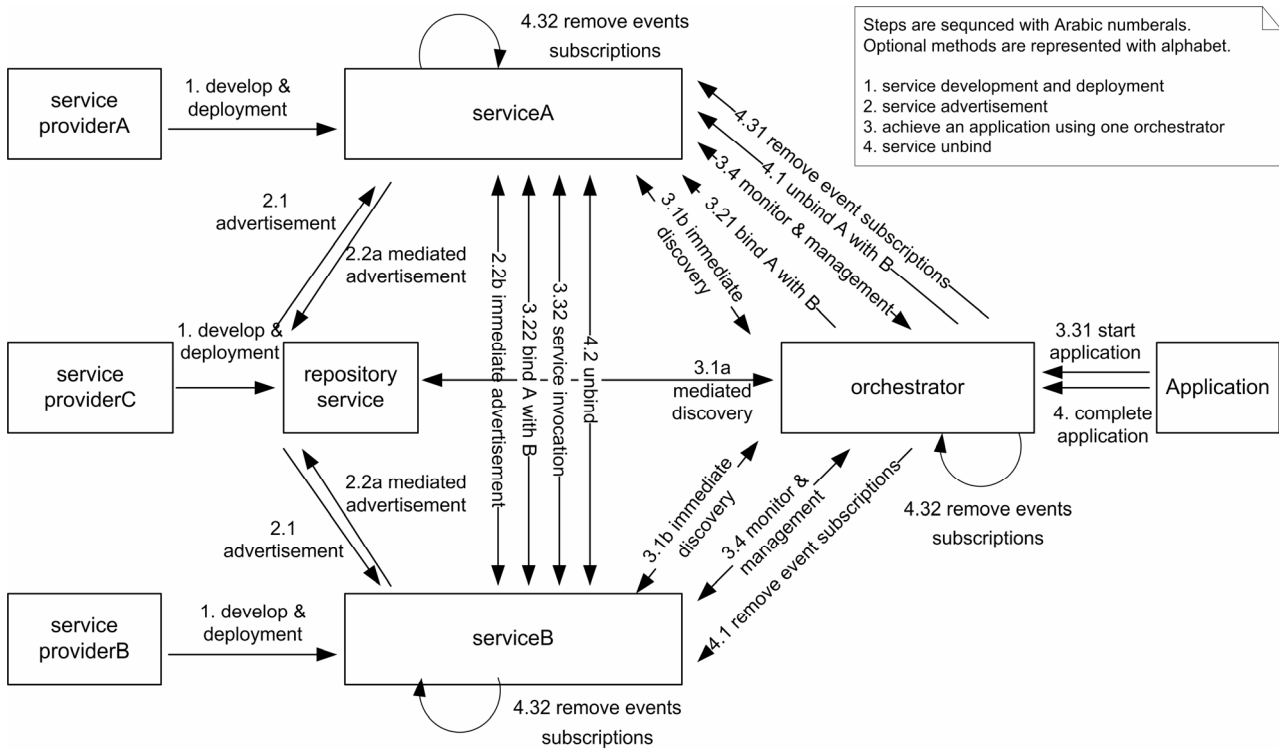 4.32 remove events
subscriptions
Steps are sequnced with Arabic numberals.
Optional methods are represented with alphabet.
1. service development and deployment
2. service advertisement
3. achieve an application using one orchestrator
4. service unbind
service
providerA
1. develop &
deployment
serviceA
4.31 remove event subscriptions
4.1 unbind A with B
3.4 monitor & management
3.21 bind A with B
3.1b immediate
discovery
2.1
advertisement
2.2a mediated
advertisement
2.2b immediate advertisement
3.22 bind A with B
3.32 service invocation
4.2 unbind
1. develop &
deployment
service
providerC
repository
service
3.1a
mediated
discovery
orchestrator
3.31 start
application
4. complete
application
Application
2.2a mediated
advertisement
2.1
advertisement
3.1b immediate
discovery
3.4 monitor &
management
4.1 remove event subscriptions
4.32 remove events
subscriptions
service
providerB
1. develop &
deployment
serviceB
4.32 remove events
subscriptions